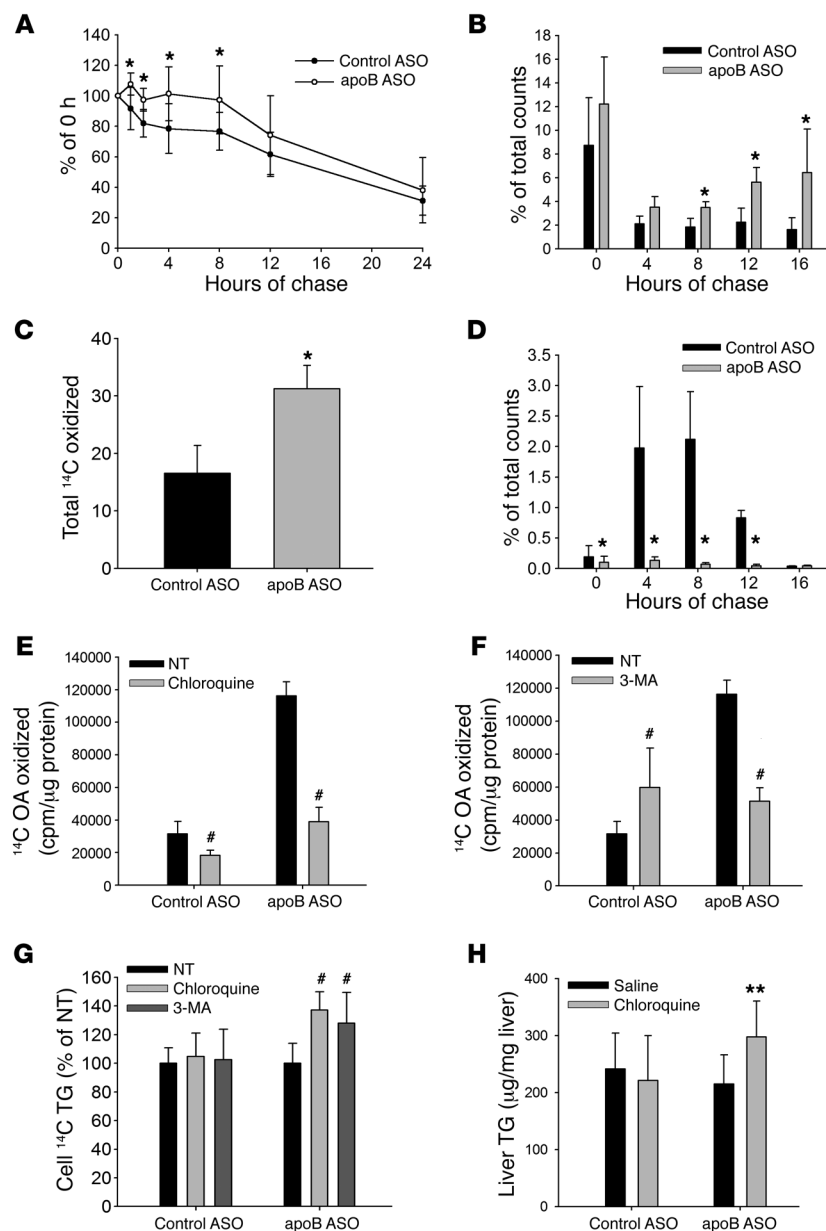 A
140
120
100
80
60
40
20
0
% of 0 h
* * * *
Control ASO
apoB ASO
0 4 8 12 16 20 24
Hours of chase
B
18
16
14
12
10
8
6
4
2
0
% of total counts
Control ASO
apoB ASO
* * *
0 4 8 12 16
Hours of chase
C
40
30
20
10
0
Total ¹⁴C oxidized
*
Control ASO apoB ASO
D
3.5
3.0
2.5
2.0
1.5
1.0
0.5
0.0
% of total counts
Control ASO
apoB ASO
* * * *
0 4 8 12 16
Hours of chase
E
140000
120000
100000
80000
60000
40000
20000
0
¹⁴C OA oxidized
(cpm/μg protein)
NT
Chloroquine
# #
Control ASO apoB ASO
F
140000
120000
100000
80000
60000
40000
20000
0
¹⁴C OA oxidized
(cpm/μg protein)
NT
3-MA
# #
Control ASO apoB ASO
G
160
140
120
100
80
60
40
20
0
Cell ¹⁴C TG (% of NT)
NT
Chloroquine
3-MA
# #
Control ASO apoB ASO
H
400
300
200
100
0
Liver TG (μg/mg liver)
Saline
Chloroquine
**
Control ASO apoB ASO